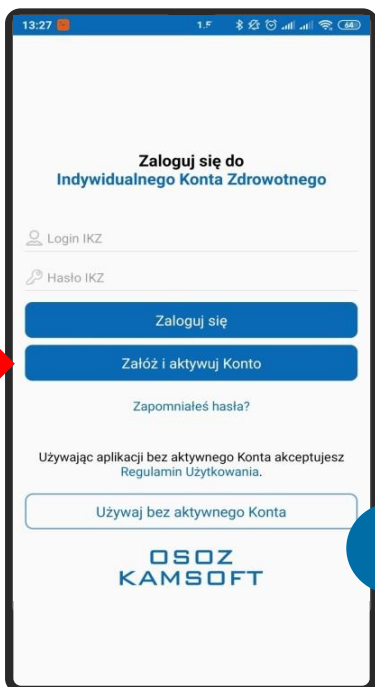 13:27
64
Zaloguj się do
Indywidualnego Konta Zdrowotnego
Login IKZ
Hasło IKZ
Zaloguj się
Załóż i aktywuj Konto
Zapomniałeś hasła?
Używając aplikacji bez aktywnego Konta akceptujesz
Regulamin Użytkowania.
Używaj bez aktywnego Konta
OSOZ
KAMSOFT